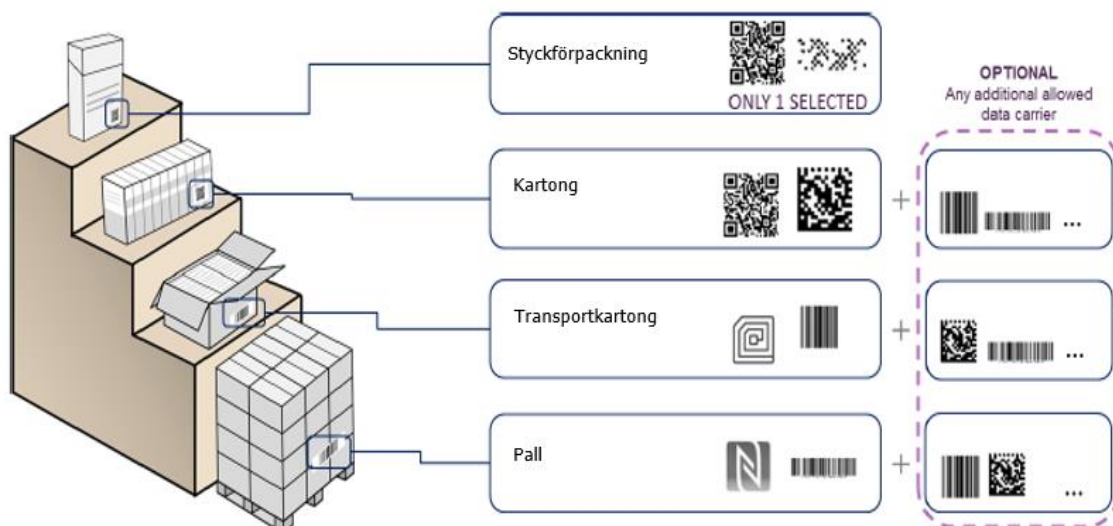 Styckförpackning
ONLY 1 SELECTED
OPTIONAL
Any additional allowed
data carrier
Kartong
+
...
Transportkartong
+
...
Pall
+
...